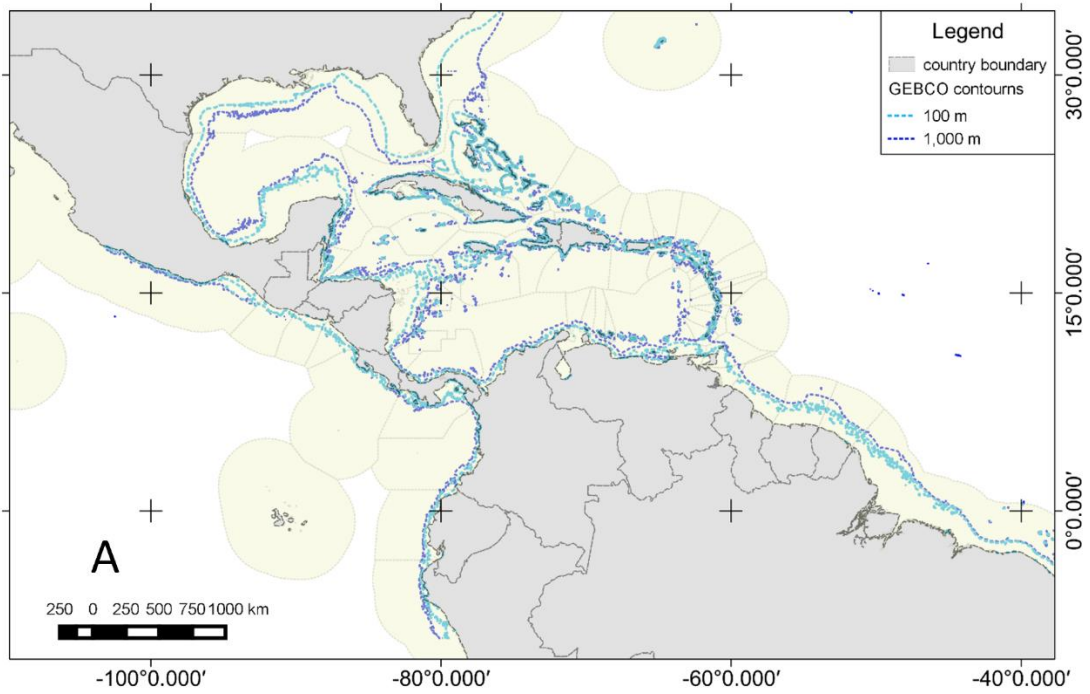 Legend
country boundary
GEBCO contourns
100 m
1,000 m
30°0.000′
15°0.000′
0°0.000′
A
250 0 250 500 750 1000 km
-100°0.000′ -80°0.000′ -60°0.000′ -40°0.000′